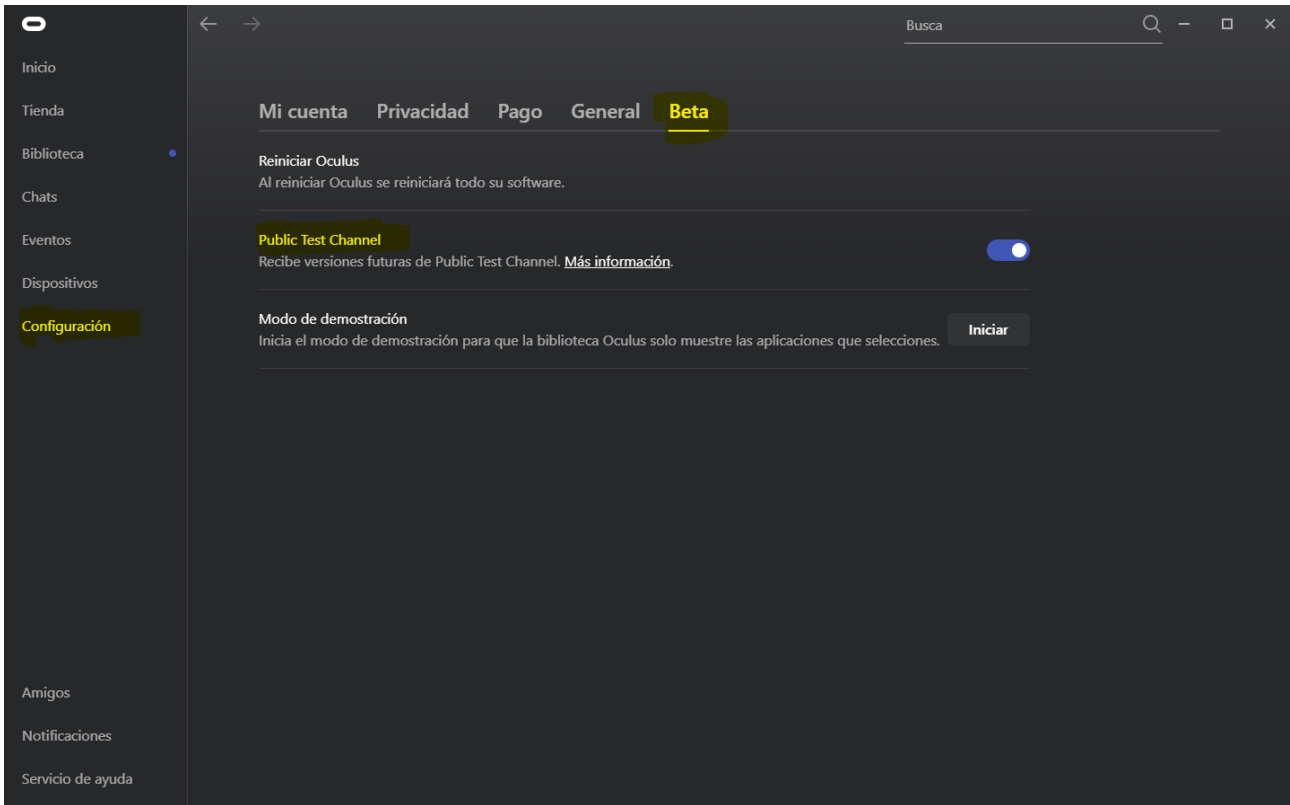 Busca
Inicio
Tienda
Biblioteca
Chats
Eventos
Dispositivos
Configuración
Mi cuenta Privacidad Pago General Beta
Reiniciar Oculus
Al reiniciar Oculus se reiniciará todo su software.
Public Test Channel
Recibe versiones futuras de Public Test Channel. Más información.
Modo de demostración
Inicia el modo de demostración para que la biblioteca Oculus solo muestre las aplicaciones que selecciones.
Iniciar
Amigos
Notificaciones
Servicio de ayuda